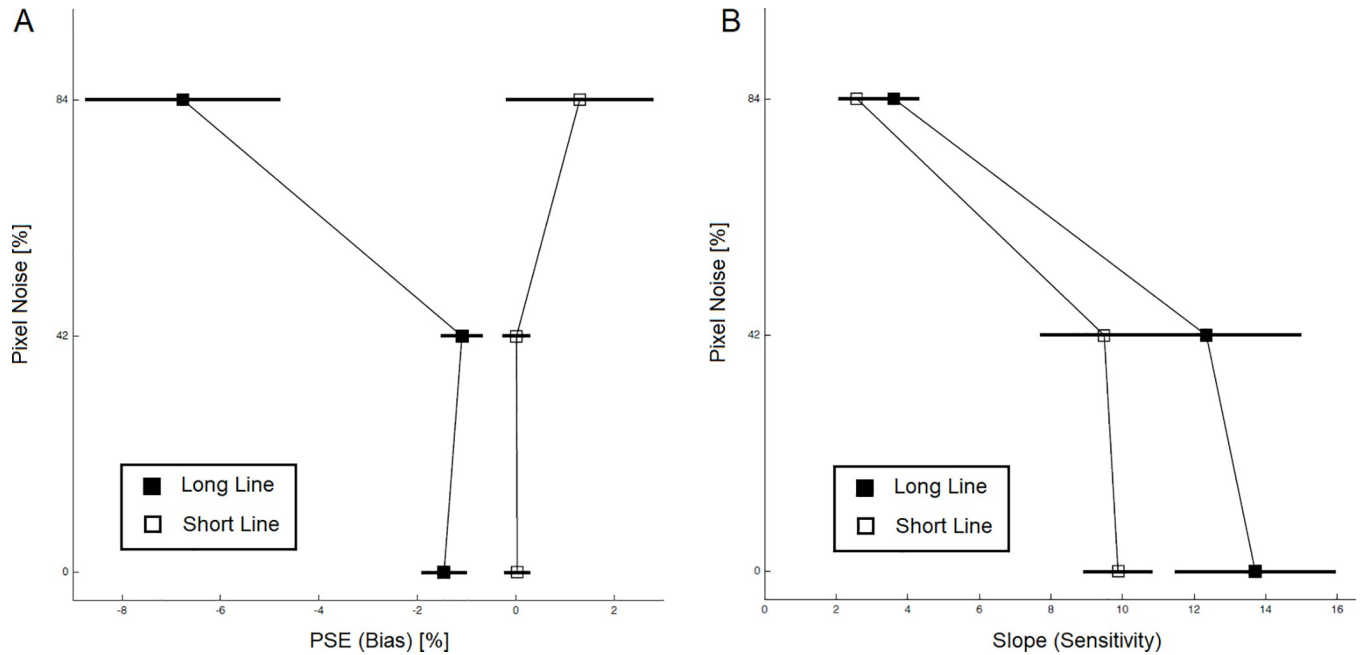 A
84
42
0
Pixel Noise [%]
Long Line
Short Line
-8
-6
-4
-2
0
2
PSE (Bias) [%]
B
84
42
0
Pixel Noise [%]
Long Line
Short Line
0
2
4
6
8
10
12
14
16
Slope (Sensitivity)